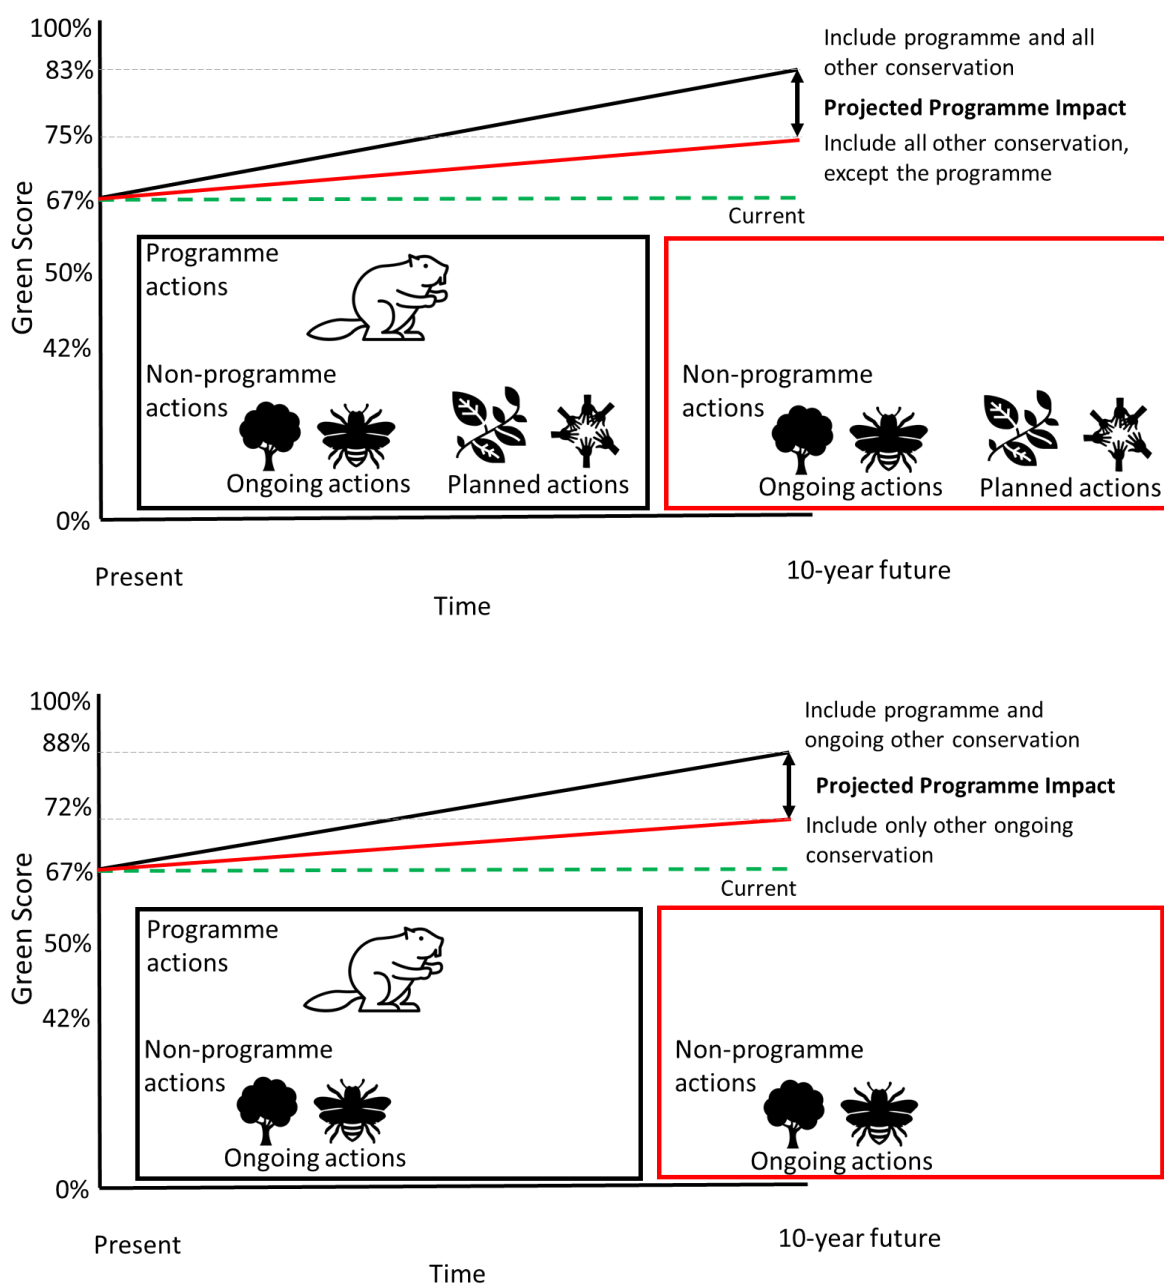 100%
83%
75%
67%
50%
42%
0%
Green Score
Include programme and all
other conservation
Projected Programme Impact
Include all other conservation,
except the programme
Current
Programme
actions
Non-programme
actions
Ongoing actions
Planned actions
Non-programme
actions
Ongoing actions
Planned actions
Present
10-year future
Time
100%
88%
72%
67%
50%
42%
0%
Green Score
Include programme and
ongoing other conservation
Projected Programme Impact
Include only other ongoing
conservation
Current
Programme
actions
Non-programme
actions
Ongoing actions
Non-programme
actions
Ongoing actions
Present
10-year future
Time